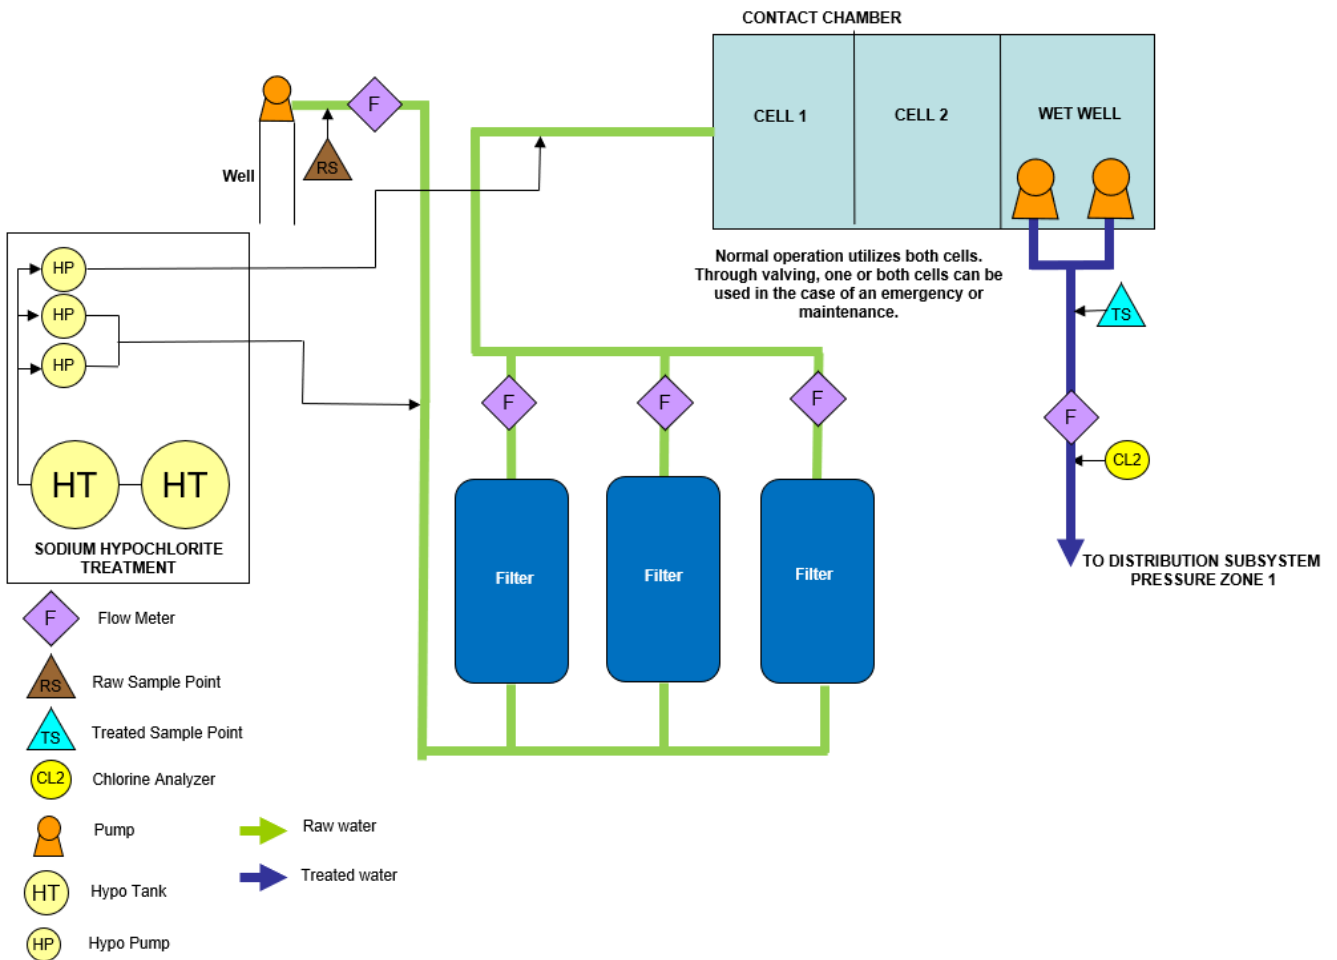 CONTACT CHAMBER
CELL 1
CELL 2
WET WELL
F
RS
Well
HP
HP
HP
HT
HT
SODIUM HYPOCHLORITE
TREATMENT
Normal operation utilizes both cells.
Through valving, one or both cells can be
used in the case of an emergency or
maintenance.
TS
F
CL2
TO DISTRIBUTION SUBSYSTEM
PRESSURE ZONE 1
F
F
F
Filter
Filter
Filter
F
Flow Meter
RS
Raw Sample Point
TS
Treated Sample Point
CL2
Chlorine Analyzer
Pump
HT
Hypo Tank
HP
Hypo Pump
Raw water
Treated water